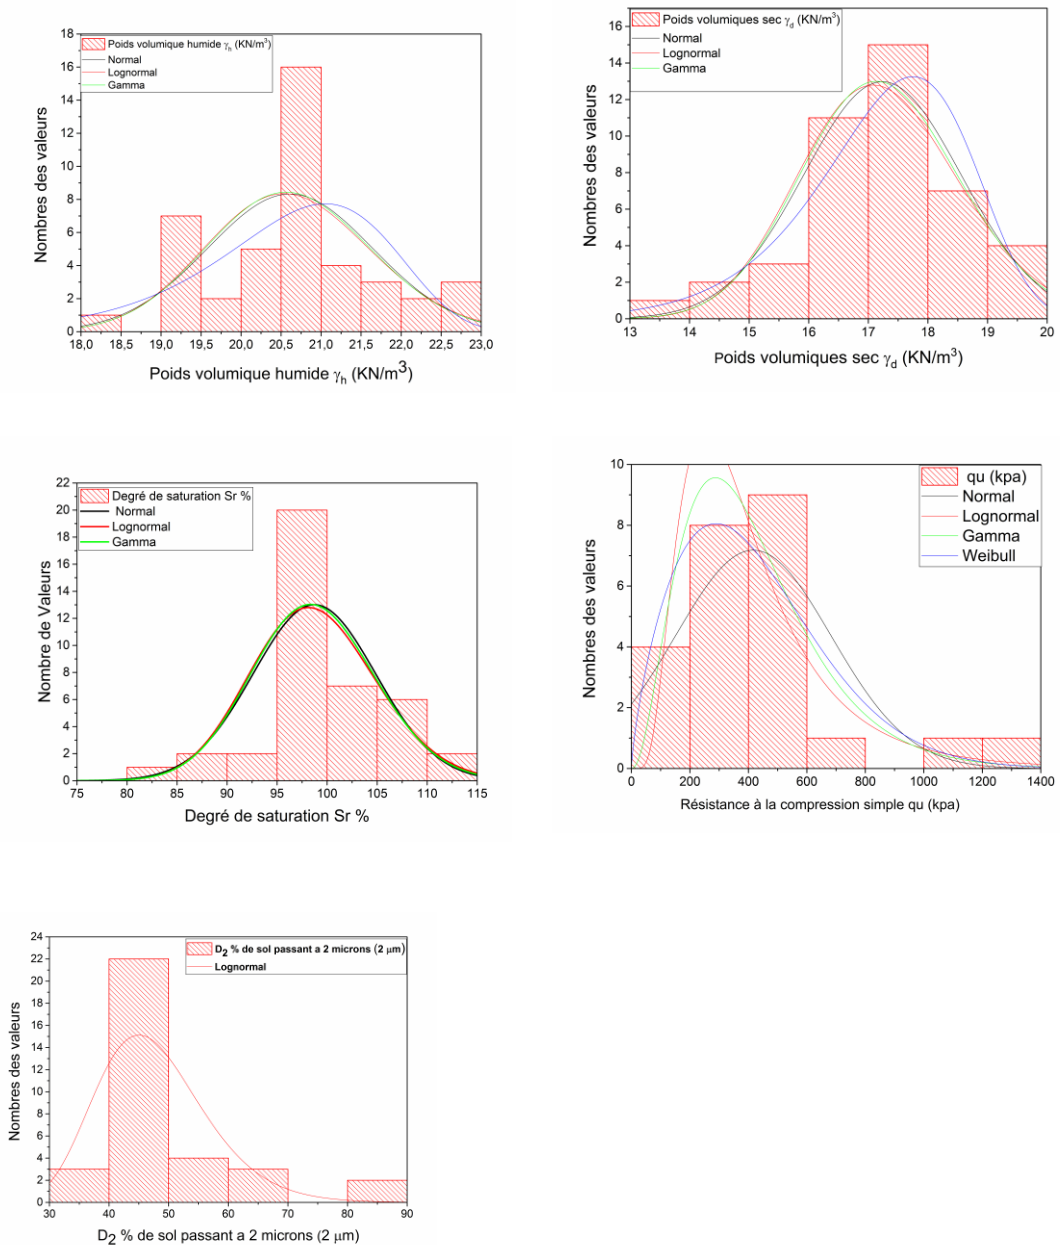 Poids volumique humide γh (KN/m3)
Normal
Lognormal
Gamma
Nombres des valeurs
18
16
14
12
10
8
6
4
2
0
18,0 18,5 19,0 19,5 20,0 20,5 21,0 21,5 22,0 22,5 23,0
Poids volumique humide γh (KN/m3)
Poids volumiques sec γd (KN/m3)
Normal
Lognormal
Gamma
Nombres des valeurs
16
14
12
10
8
6
4
2
0
13 14 15 16 17 18 19 20
Poids volumiques sec γd (KN/m3)
Degré de saturation Sr %
Normal
Lognormal
Gamma
Nombre de Valeurs
22
20
18
16
14
12
10
8
6
4
2
0
75 80 85 90 95 100 105 110 115
Degré de saturation Sr %
qu (kpa)
Normal
Lognormal
Gamma
Weibull
Nombres des valeurs
10
8
6
4
2
0
0 200 400 600 800 1000 1200 1400
Résistance à la compression simple qu (kpa)
D2 % de sol passant a 2 microns (2 μm)
Lognormal
Nombres des valeurs
24
22
20
18
16
14
12
10
8
6
4
2
0
30 40 50 60 70 80 90
D2 % de sol passant a 2 microns (2 μm)